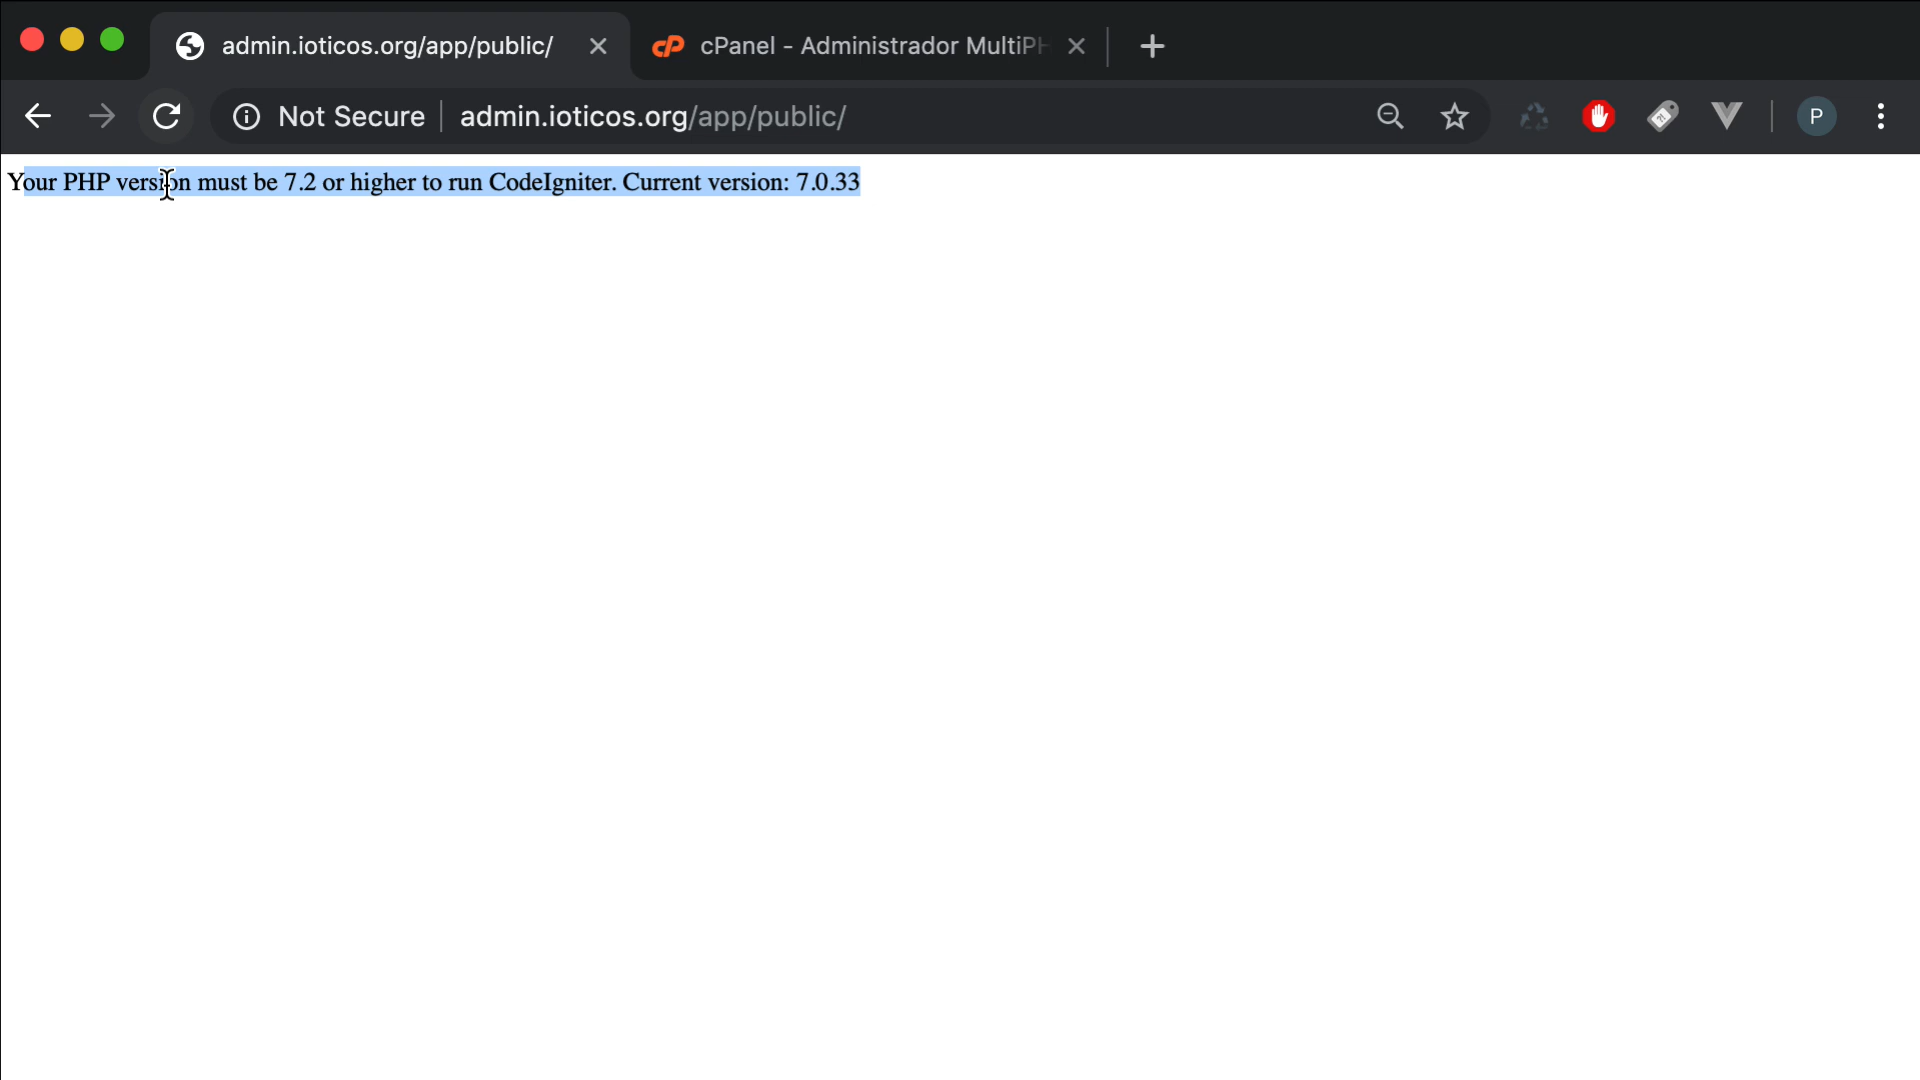 admin.ioticos.org/app/public/
cPanel - Administrador MultiPH
Not Secure
admin.ioticos.org/app/public/
P
Your PHP version must be 7.2 or higher to run CodeIgniter. Current version: 7.0.33